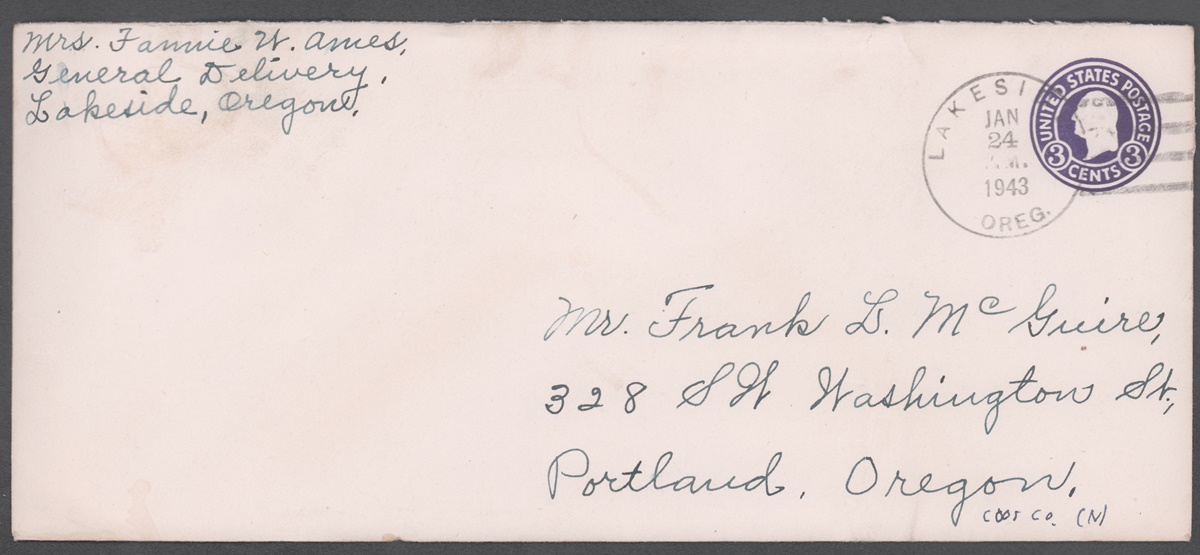 Mrs. Fannie W. Ames,
General Delivery,
Lakeside, Oregon.
LAKESIDE
JAN
24
M.
1943
OREG.
UNITED STATES POSTAGE
3 CENTS 3
Mr. Frank L. McGuire,
328 SW Washington St.,
Portland, Oregon.
COOS CO. (N)